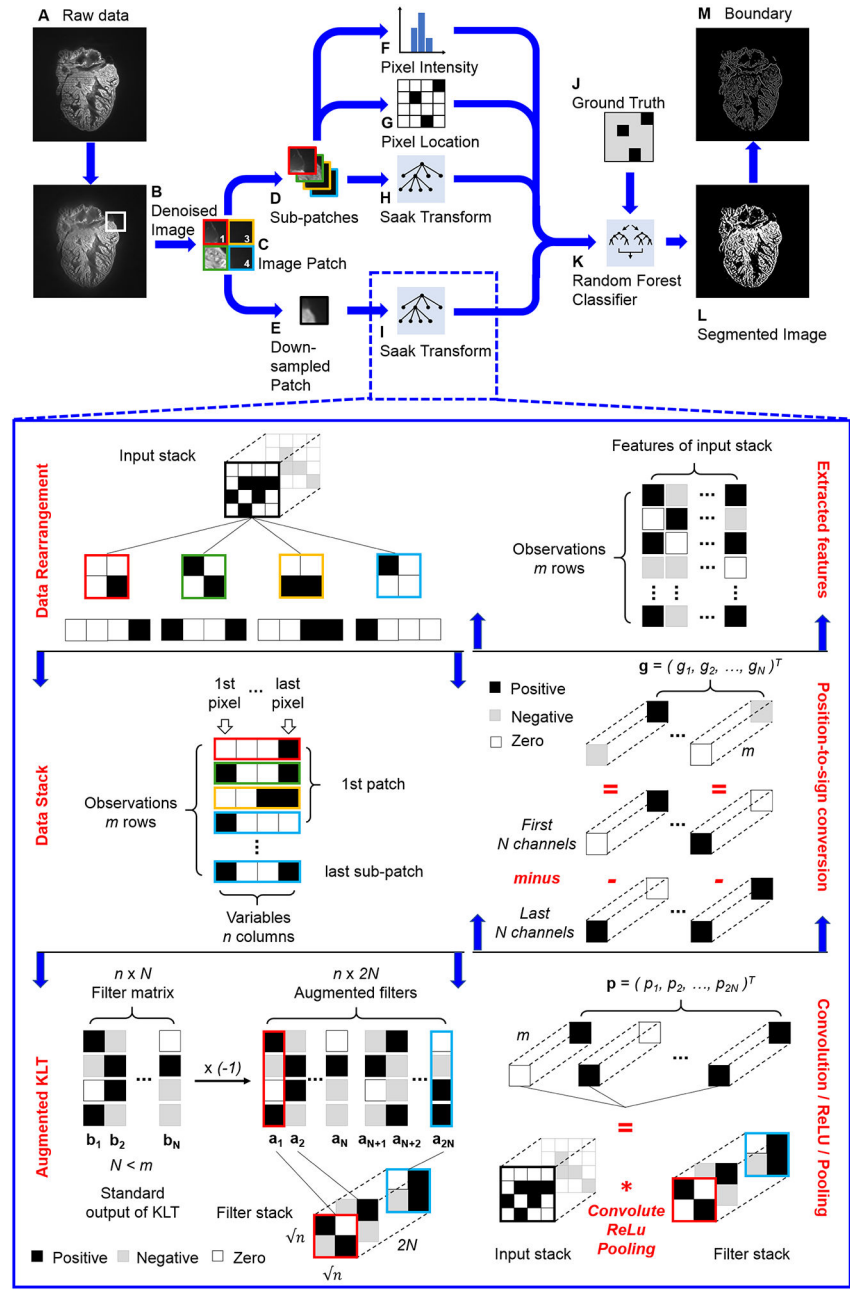 A Raw data
B
Denoised
Image
1
3
2
4
C
Image Patch
D
Sub-patches
E
Down-
sampled
Patch
F
Pixel Intensity
G
Pixel Location
H
Saak Transform
I
Saak Transform
J
Ground Truth
K
Random Forest
Classifier
L
Segmented Image
M Boundary
Data Rearrangement
Input stack
Data Stack
1st ... last
pixel pixel
Observations
m rows
1st patch
⋮
last sub-patch
Variables
n columns
Augmented KLT
n x N
Filter matrix
...
b1 b2 bN
N < m
Standard
output of KLT
x (-1)
n x 2N
Augmented filters
... ...
a1 a2 aN aN+1 aN+2 a2N
Filter stack
√n
√n
2N
Positive Negative Zero
Extracted features
Features of input stack
Observations
m rows
...
...
...
...
⋮ ⋮ ⋮
...
Position-to-sign conversion
g = ( g1, g2, …, gN )T
Positive
Negative
Zero
...
m
= =
First
N channels
...
minus - -
Last
N channels
...
Convolution / ReLU / Pooling
p = ( p1, p2, …, p2N )T
m
...
=
*
Convolute
ReLu
Pooling
Input stack
Filter stack